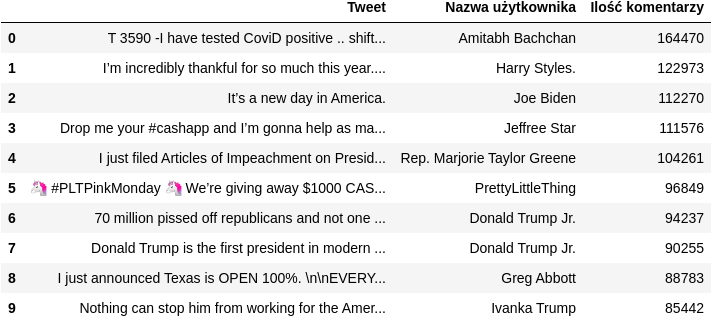 Tweet Nazwa użytkownika Ilość komentarzy
0 T 3590 -I have tested CoviD positive .. shift... Amitabh Bachchan 164470
1 I’m incredibly thankful for so much this year.... Harry Styles. 122973
2 It’s a new day in America. Joe Biden 112270
3 Drop me your #cashapp and I’m gonna help as ma... Jeffree Star 111576
4 I just filed Articles of Impeachment on Presid... Rep. Marjorie Taylor Greene 104261
5 🦄 #PLTPinkMonday 🦄 We’re giving away $1000 CAS... PrettyLittleThing 96849
6 70 million pissed off republicans and not one ... Donald Trump Jr. 94237
7 Donald Trump is the first president in modern ... Donald Trump Jr. 90255
8 I just announced Texas is OPEN 100%. \n\nEVERY... Greg Abbott 88783
9 Nothing can stop him from working for the Amer... Ivanka Trump 85442